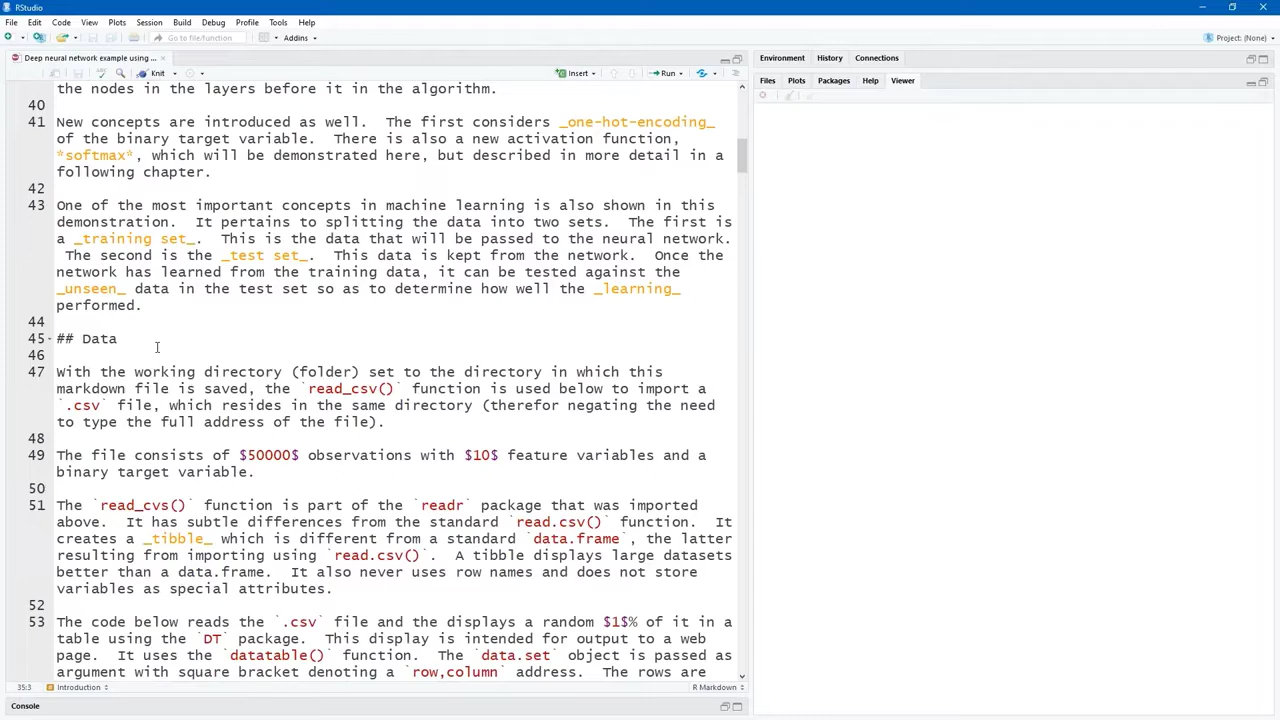 RStudio
File Edit Code View Plots Session Build Debug Profile Tools Help
Go to file/function Addins Project: (None)
Deep neural network example using ...
Knit Insert Run
the nodes in the layers before it in the algorithm.
40
41 New concepts are introduced as well.  The first considers _one-hot-encoding_
of the binary target variable.  There is also a new activation function,
*softmax*, which will be demonstrated here, but described in more detail in a
following chapter.
42
43 One of the most important concepts in machine learning is also shown in this
demonstration.  It pertains to splitting the data into two sets.  The first is
a _training set_.  This is the data that will be passed to the neural network.
The second is the _test set_.  This data is kept from the network.  Once the
network has learned from the training data, it can be tested against the
_unseen_ data in the test set so as to determine how well the _learning_
performed.
44
45 ## Data
46
47 With the working directory (folder) set to the directory in which this
markdown file is saved, the `read_csv()` function is used below to import a
`.csv` file, which resides in the same directory (therefor negating the need
to type the full address of the file).
48
49 The file consists of $50000$ observations with $10$ feature variables and a
binary target variable.
50
51 The `read_cvs()` function is part of the `readr` package that was imported
above.  It has subtle differences from the standard `read.csv()` function.  It
creates a _tibble_ which is different from a standard `data.frame`, the latter
resulting from importing using `read.csv()`.  A tibble displays large datasets
better than a data.frame.  It also never uses row names and does not store
variables as special attributes.
52
53 The code below reads the `.csv` file and the displays a random $1$% of it in a
table using the `DT` package.  This display is intended for output to a web
page.  It uses the `datatable()` function.  The `data.set` object is passed as
argument with square bracket denoting a `row,column` address.  The rows are
35:3 Introduction R Markdown
Console
Environment History Connections
Files Plots Packages Help Viewer